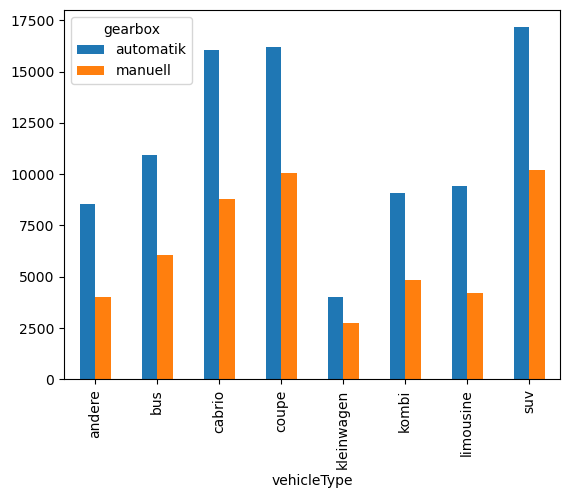 gearbox
automatik
manuell
17500
15000
12500
10000
7500
5000
2500
0
andere
bus
cabrio
coupe
kleinwagen
kombi
limousine
suv
vehicleType